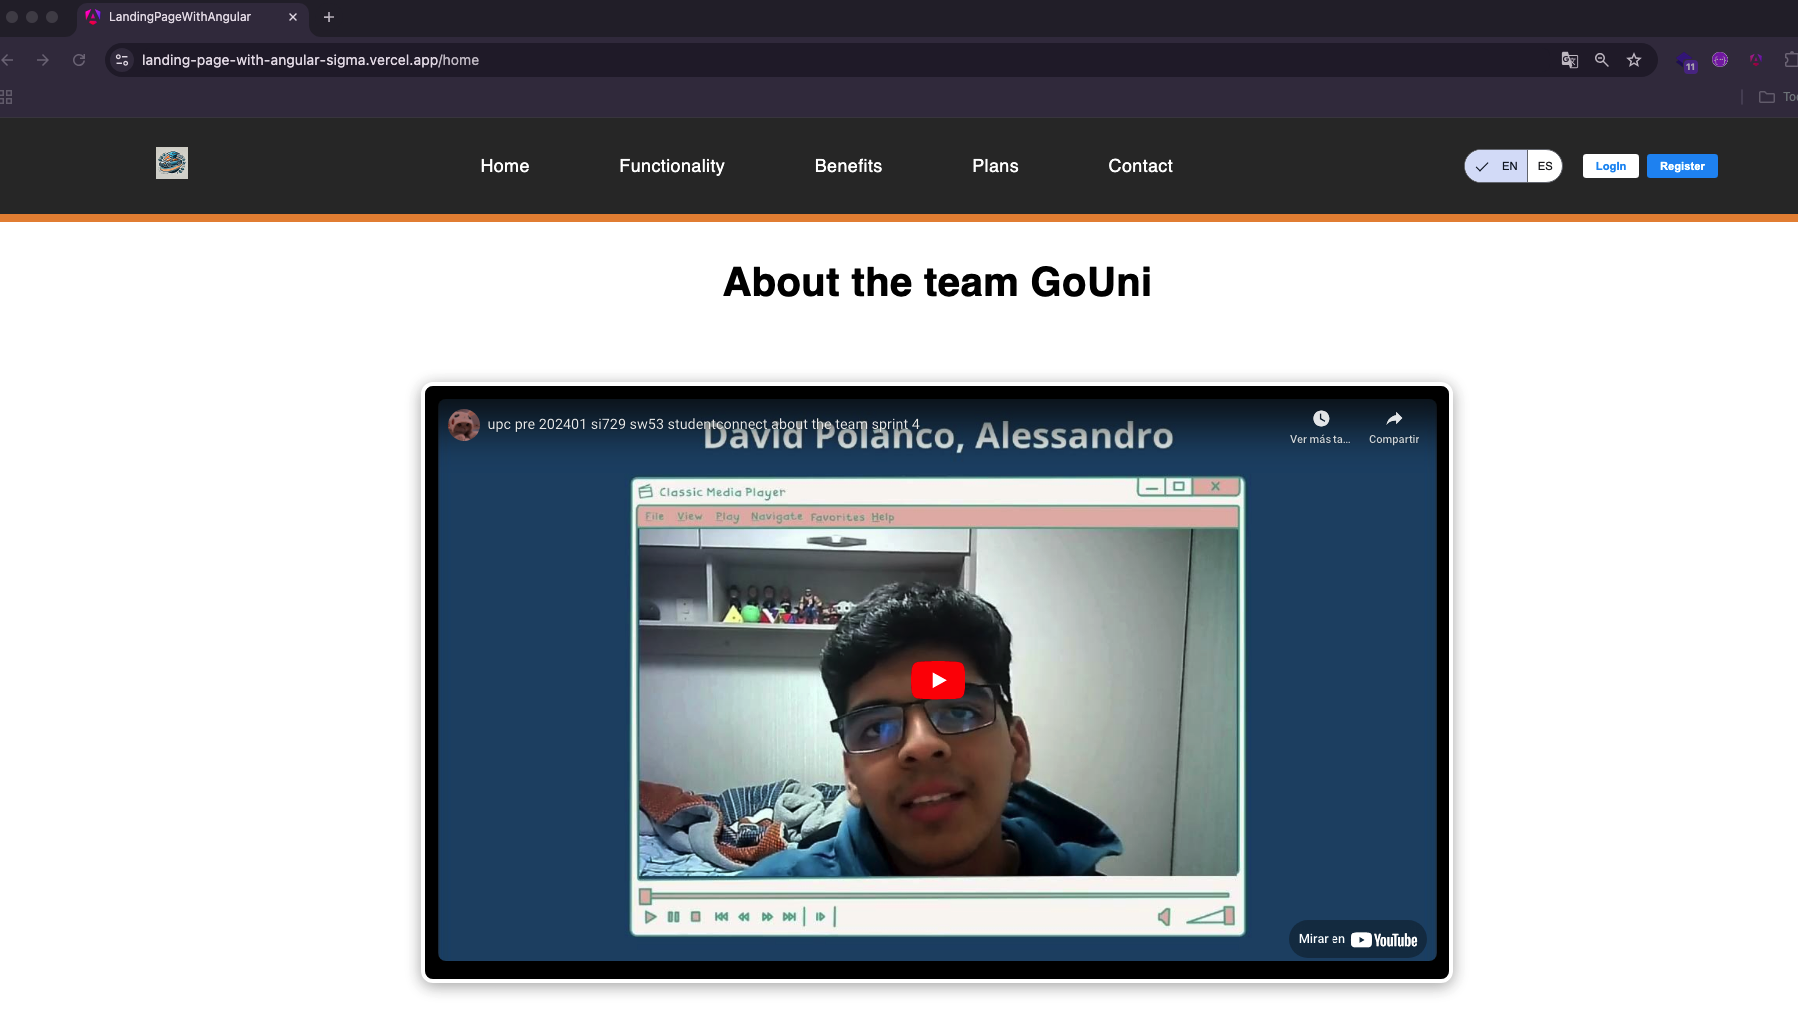 LandingPageWithAngular
landing-page-with-angular-sigma.vercel.app/home
11
Home
Functionality
Benefits
Plans
Contact
EN
ES
LogIn
Register
About the team GoUni
upc pre 202401 si729 sw53 studentconnect about the team sprint 4
David Polanco, Alessandro
Ver más ta...
Compartir
Classic Media Player
File View Play Navigate Favorites Help
Mirar en YouTube